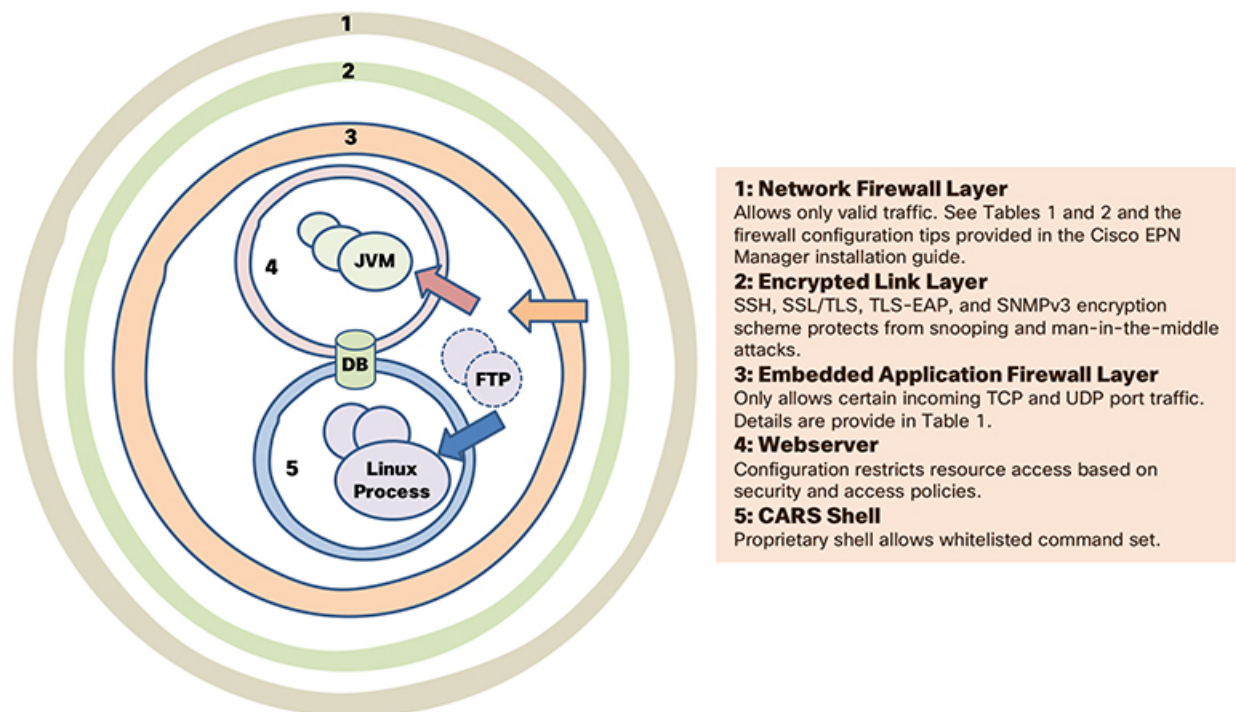 1
2
3
4
JVM
DB
FTP
5
Linux
Process
1: Network Firewall Layer
Allows only valid traffic. See Tables 1 and 2 and the
firewall configuration tips provided in the Cisco EPN
Manager installation guide.
2: Encrypted Link Layer
SSH, SSL/TLS, TLS-EAP, and SNMPv3 encryption
scheme protects from snooping and man-in-the-middle
attacks.
3: Embedded Application Firewall Layer
Only allows certain incoming TCP and UDP port traffic.
Details are provide in Table 1.
4: Webserver
Configuration restricts resource access based on
security and access policies.
5: CARS Shell
Proprietary shell allows whitelisted command set.